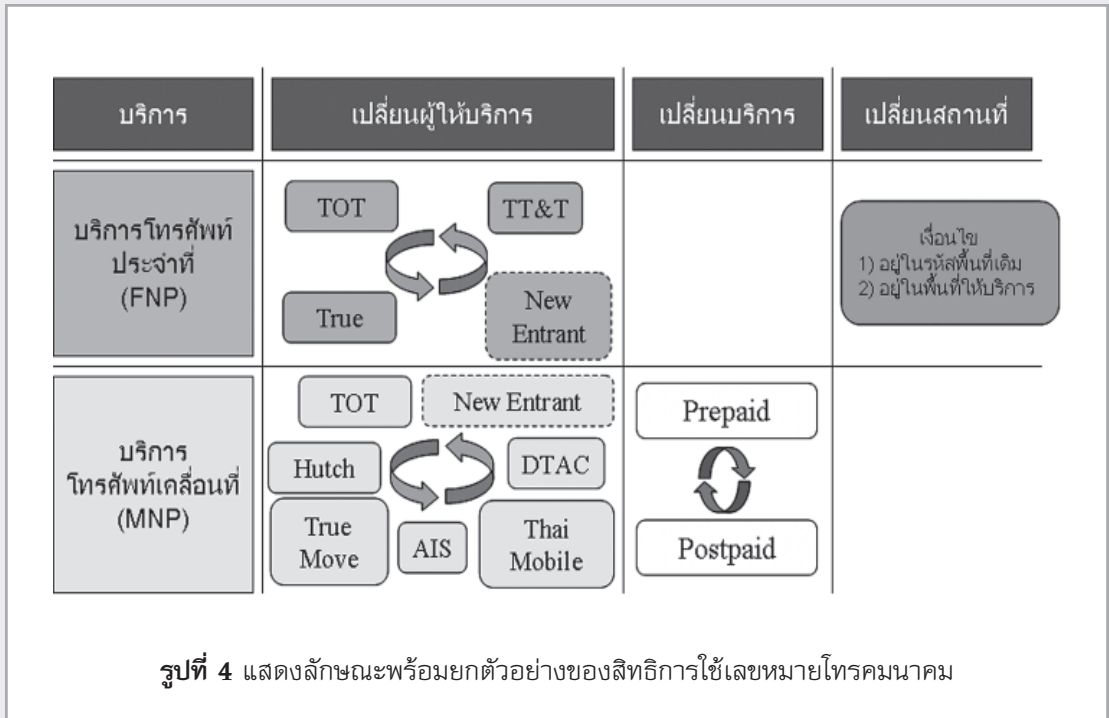 บริการ
เปลี่ยนผู้ให้บริการ
เปลี่ยนบริการ
เปลี่ยนสถานที่
บริการโทรศัพท์
ประจำที่
(FNP)
TOT
TT&T
True
New
Entrant
เงื่อนไข
1) อยู่ในรหัสพื้นที่เดิม
2) อยู่ในพื้นที่ให้บริการ
บริการ
โทรศัพท์เคลื่อนที่
(MNP)
TOT
New Entrant
Hutch
DTAC
True
Move
AIS
Thai
Mobile
Prepaid
Postpaid
รูปที่ 4 แสดงลักษณะพร้อมยกตัวอย่างของสิทธิการใช้เลขหมายโทรคมนาคม